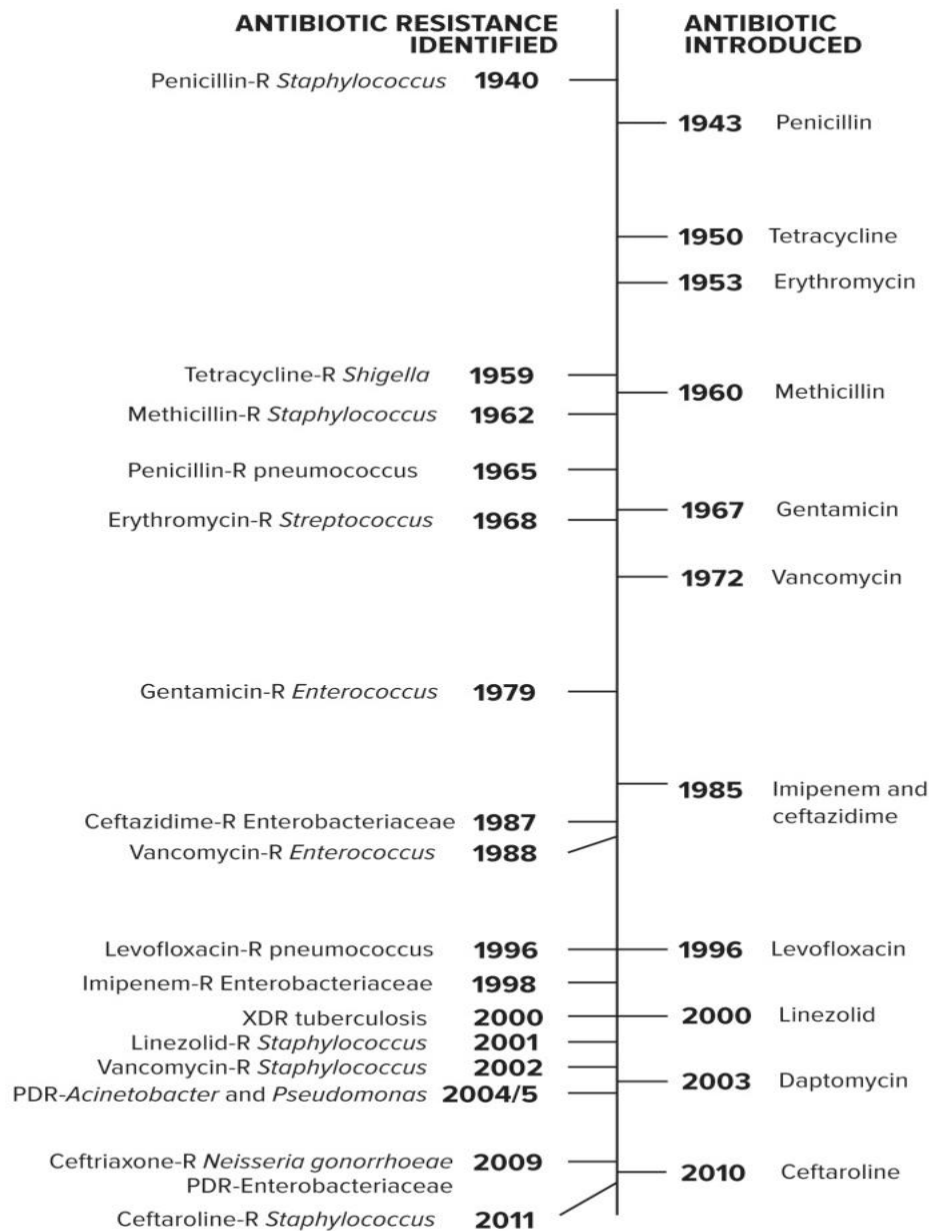 ANTIBIOTIC RESISTANCE
IDENTIFIED
ANTIBIOTIC
INTRODUCED
Penicillin-R Staphylococcus 1940
1943 Penicillin
1950 Tetracycline
1953 Erythromycin
Tetracycline-R Shigella 1959
1960 Methicillin
Methicillin-R Staphylococcus 1962
Penicillin-R pneumococcus 1965
1967 Gentamicin
Erythromycin-R Streptococcus 1968
1972 Vancomycin
Gentamicin-R Enterococcus 1979
1985 Imipenem and
ceftazidime
Ceftazidime-R Enterobacteriaceae 1987
Vancomycin-R Enterococcus 1988
Levofloxacin-R pneumococcus 1996
1996 Levofloxacin
Imipenem-R Enterobacteriaceae 1998
XDR tuberculosis 2000
2000 Linezolid
Linezolid-R Staphylococcus 2001
Vancomycin-R Staphylococcus 2002
2003 Daptomycin
PDR-Acinetobacter and Pseudomonas 2004/5
Ceftriaxone-R Neisseria gonorrhoeae 2009
PDR-Enterobacteriaceae
2010 Ceftaroline
Ceftaroline-R Staphylococcus 2011